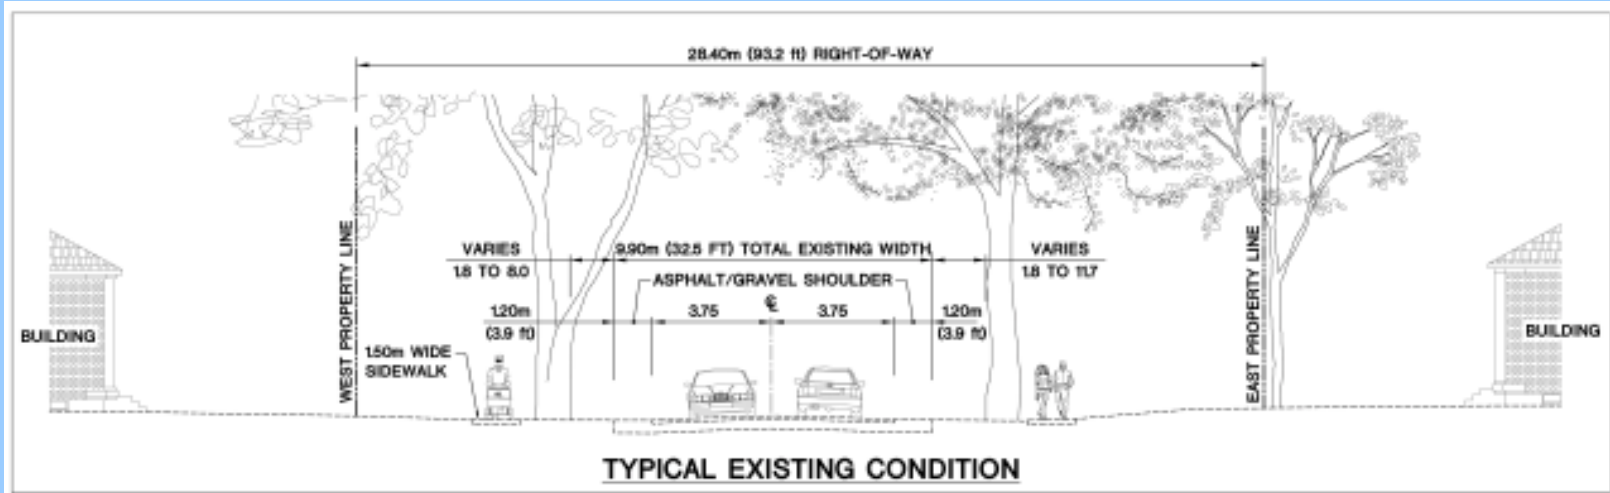 28.40m (93.2 ft) RIGHT-OF-WAY
WEST PROPERTY LINE
EAST PROPERTY LINE
VARIES
1.8 TO 8.0
9.90m (32.5 FT) TOTAL EXISTING WIDTH
VARIES
1.8 TO 11.7
ASPHALT/GRAVEL SHOULDER
1.20m
(3.9 ft)
3.75
℄
3.75
1.20m
(3.9 ft)
BUILDING
1.50m WIDE
SIDEWALK
BUILDING
TYPICAL EXISTING CONDITION